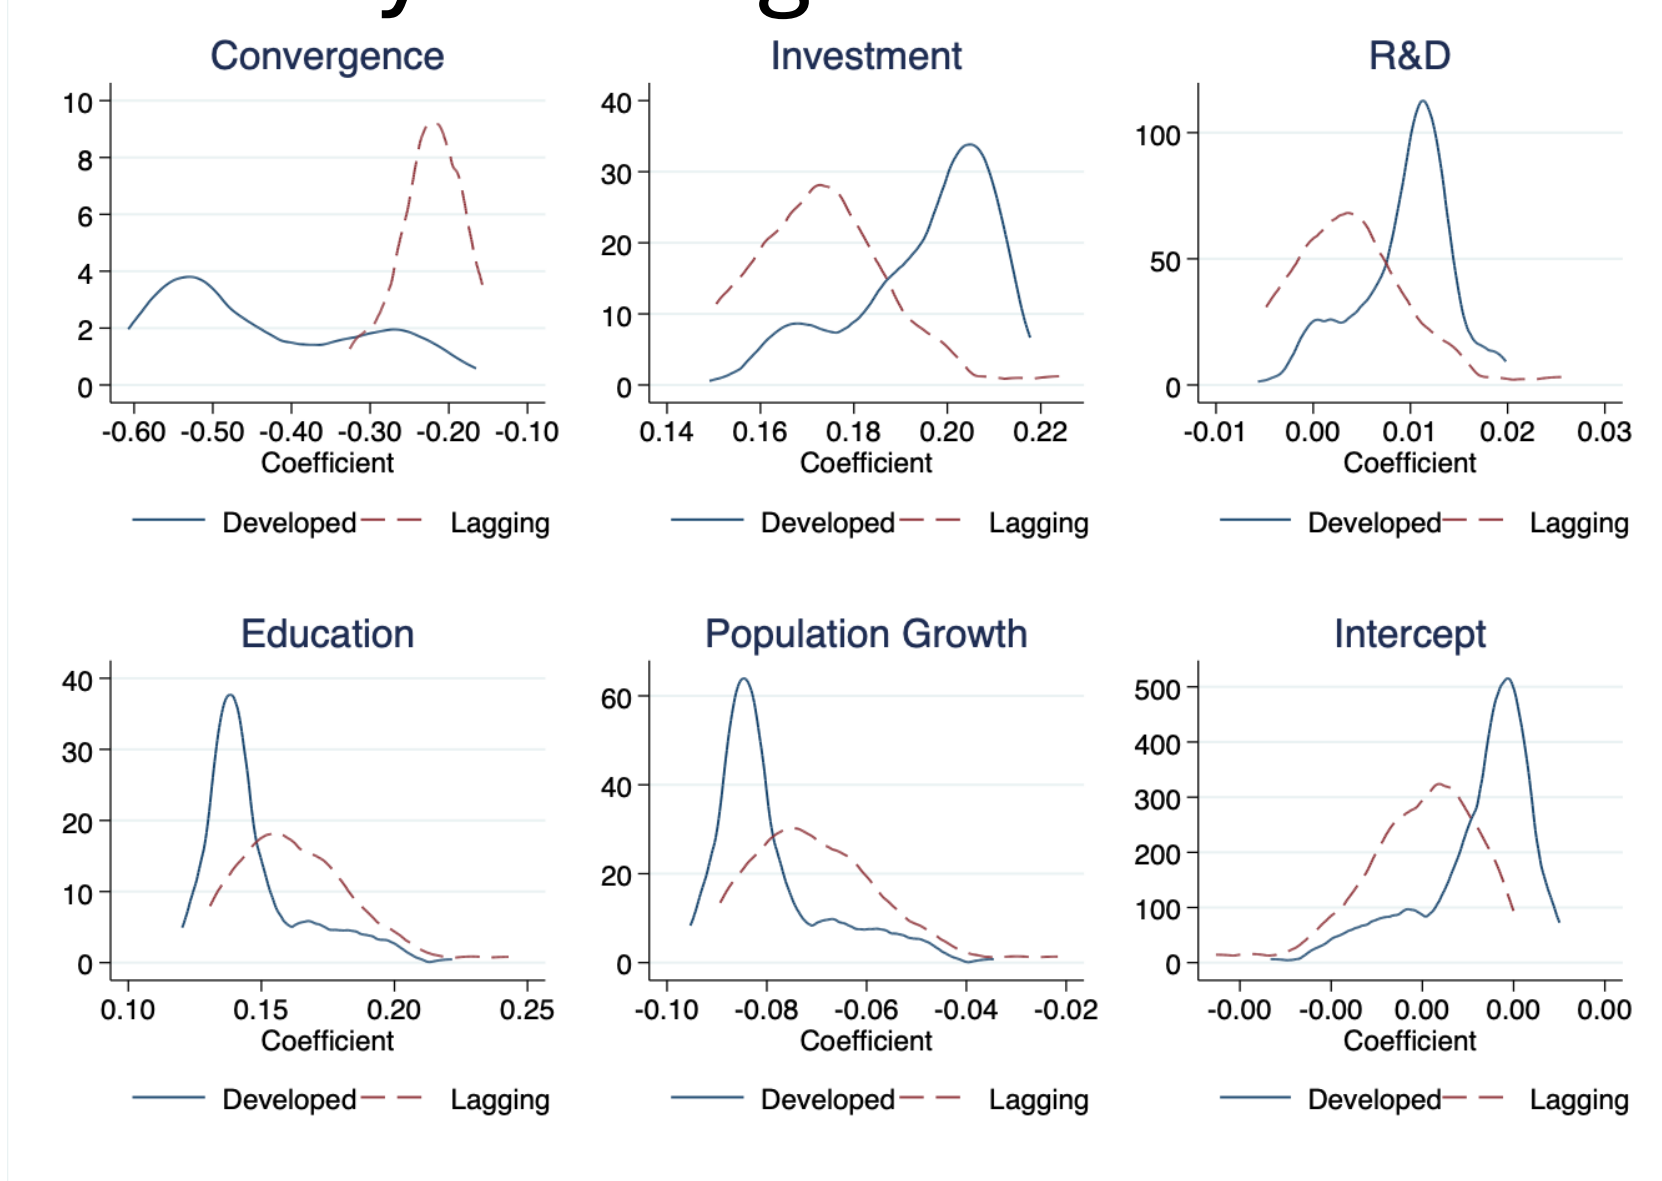 Convergence
10
8
6
4
2
0
-0.60 -0.50 -0.40 -0.30 -0.20 -0.10
Coefficient
Developed Lagging
Investment
40
30
20
10
0
0.14 0.16 0.18 0.20 0.22
Coefficient
Developed Lagging
R&D
100
50
0
-0.01 0.00 0.01 0.02 0.03
Coefficient
Developed Lagging
Education
40
30
20
10
0
0.10 0.15 0.20 0.25
Coefficient
Developed Lagging
Population Growth
60
40
20
0
-0.10 -0.08 -0.06 -0.04 -0.02
Coefficient
Developed Lagging
Intercept
500
400
300
200
100
0
-0.00 -0.00 0.00 0.00 0.00
Coefficient
Developed Lagging